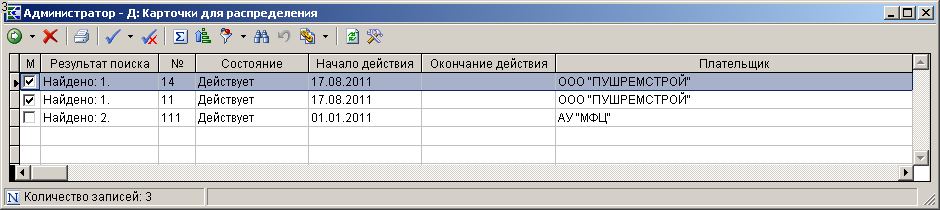 3
Администратор - Д: Карточки для распределения
М Результат поиска № Состояние Начало действия Окончание действия Плательщик
Найдено: 1. 14 Действует 17.08.2011 ООО "ПУШРЕМСТРОЙ"
Найдено: 1. 11 Действует 17.08.2011 ООО "ПУШРЕМСТРОЙ"
Найдено: 2. 111 Действует 01.01.2011 АУ "МФЦ"
N Количество записей: 3